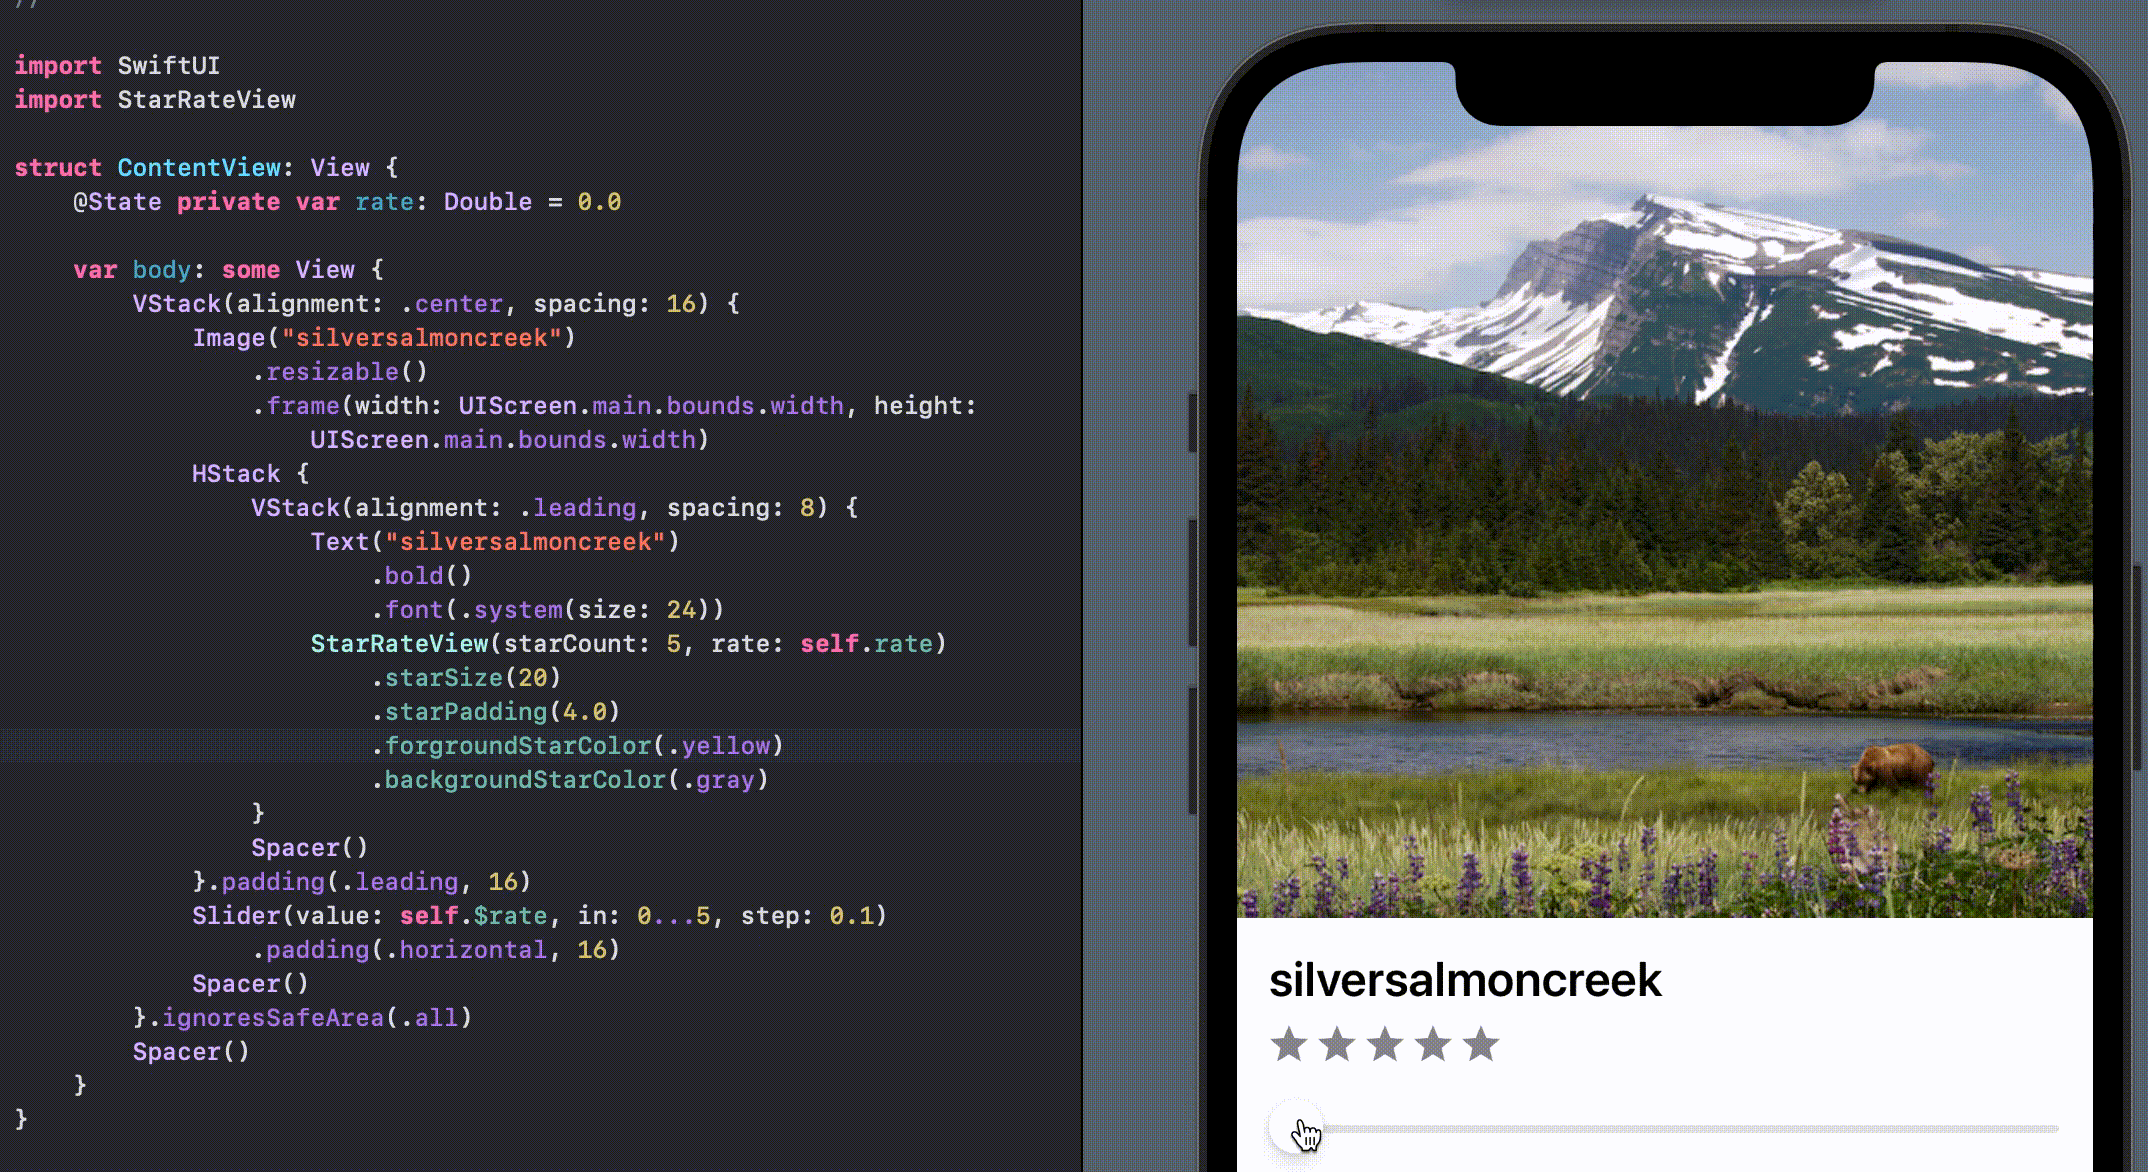 //
import SwiftUI
import StarRateView
struct ContentView: View {
@State private var rate: Double = 0.0
var body: some View {
VStack(alignment: .center, spacing: 16) {
Image("silversalmoncreek")
.resizable()
.frame(width: UIScreen.main.bounds.width, height:
UIScreen.main.bounds.width)
HStack {
VStack(alignment: .leading, spacing: 8) {
Text("silversalmoncreek")
.bold()
.font(.system(size: 24))
StarRateView(starCount: 5, rate: self.rate)
.starSize(20)
.starPadding(4.0)
.forgroundStarColor(.yellow)
.backgroundStarColor(.gray)
}
Spacer()
}.padding(.leading, 16)
Slider(value: self.$rate, in: 0...5, step: 0.1)
.padding(.horizontal, 16)
Spacer()
}.ignoresSafeArea(.all)
Spacer()
}
}
silversalmoncreek